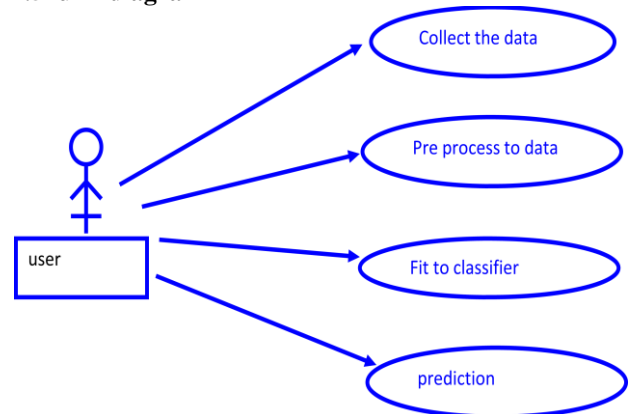 Collect the data
Pre process to data
user
Fit to classifier
prediction